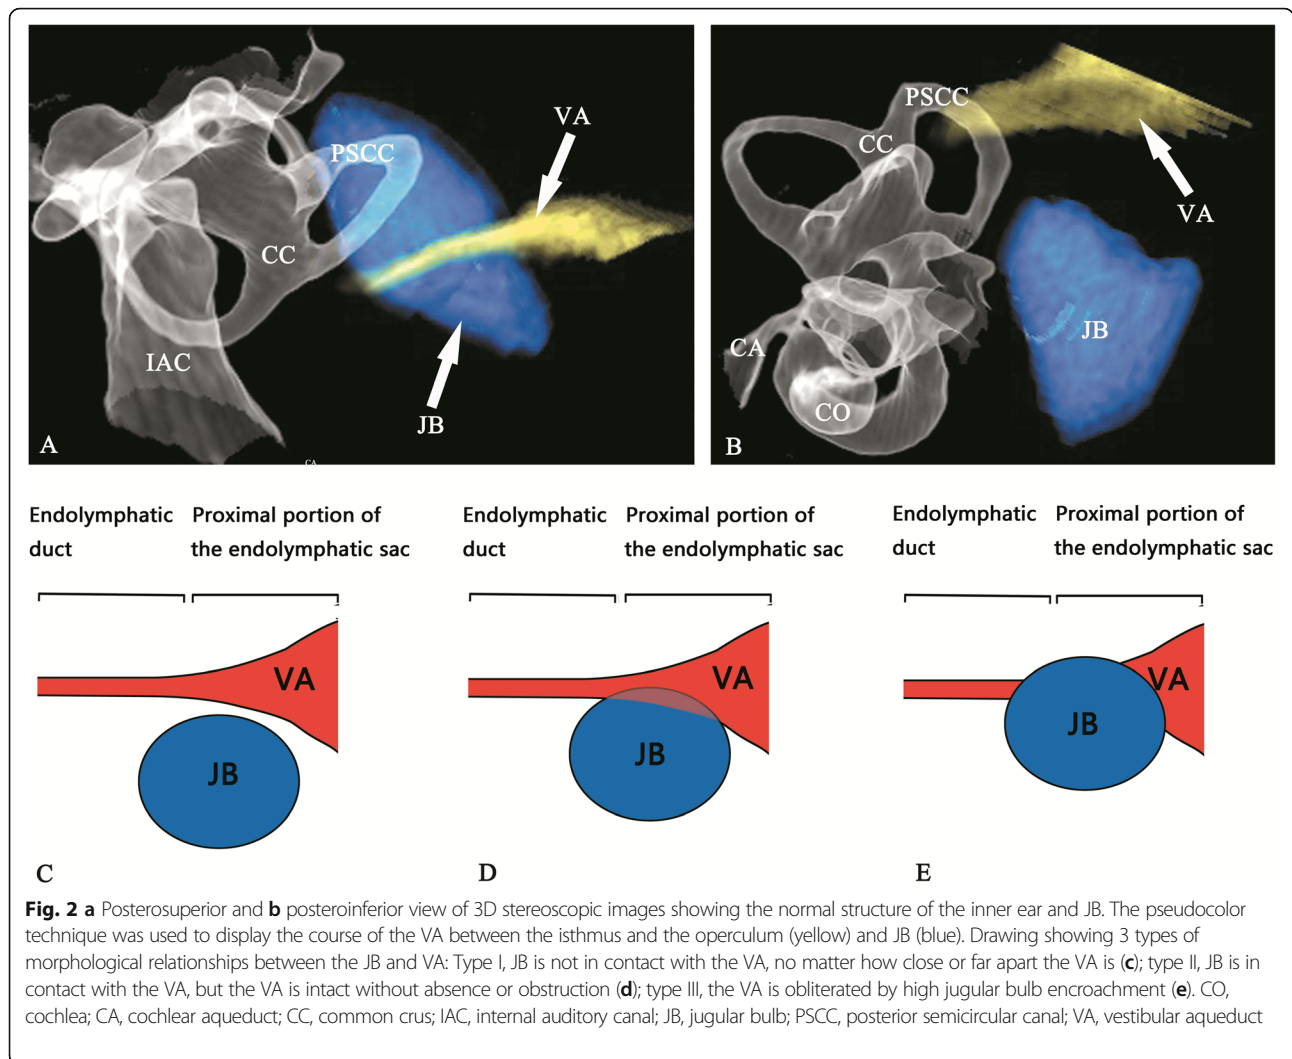 VA
PSCC
CC
IAC
JB
A
CA
PSCC
CC
VA
JB
CA
CO
B
Endolymphatic duct
Proximal portion of the endolymphatic sac
VA
JB
C
Endolymphatic duct
Proximal portion of the endolymphatic sac
VA
JB
D
Endolymphatic duct
Proximal portion of the endolymphatic sac
VA
JB
E
Fig. 2 a Posterosuperior and b posteroinferior view of 3D stereoscopic images showing the normal structure of the inner ear and JB. The pseudocolor
technique was used to display the course of the VA between the isthmus and the operculum (yellow) and JB (blue). Drawing showing 3 types of
morphological relationships between the JB and VA: Type I, JB is not in contact with the VA, no matter how close or far apart the VA is (c); type II, JB is in
contact with the VA, but the VA is intact without absence or obstruction (d); type III, the VA is obliterated by high jugular bulb encroachment (e). CO,
cochlea; CA, cochlear aqueduct; CC, common crus; IAC, internal auditory canal; JB, jugular bulb; PSCC, posterior semicircular canal; VA, vestibular aqueduct